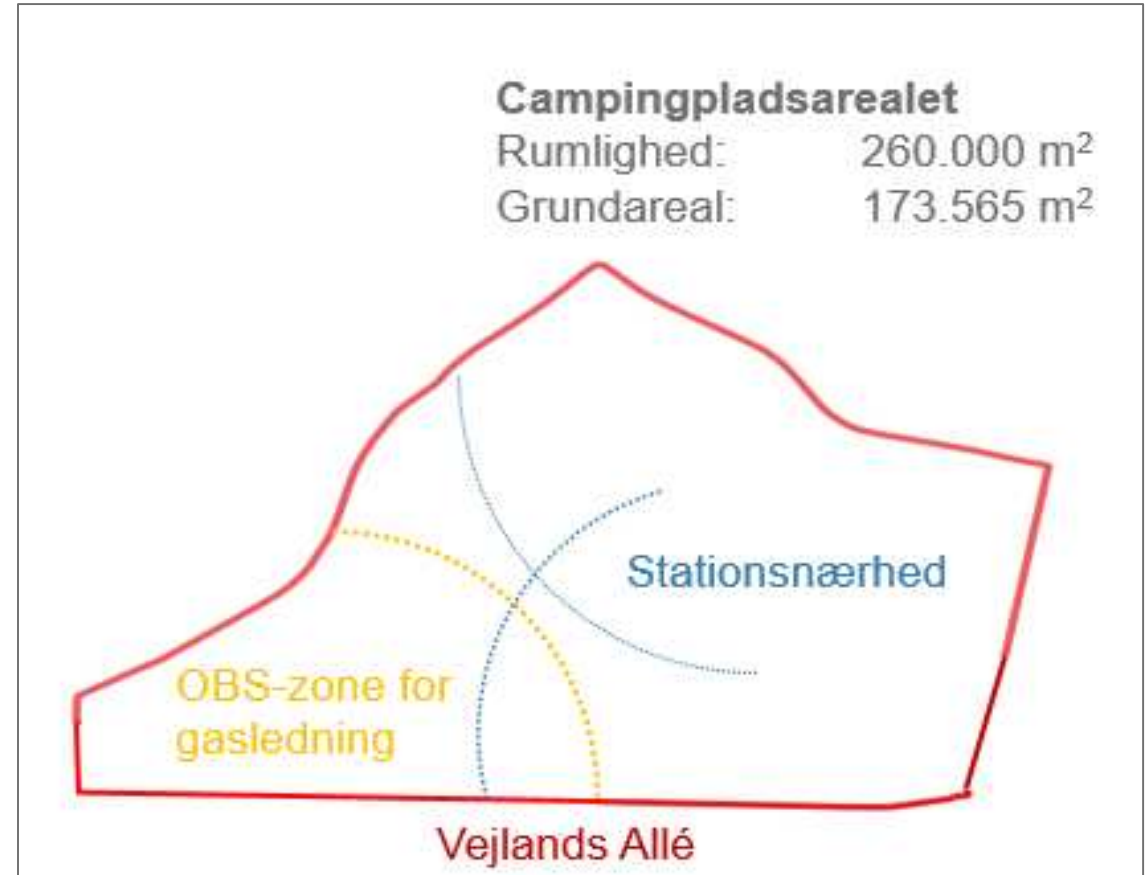 Campingpladsarealet
Rumlighed: 260.000 m²
Grundareal: 173.565 m²
Stationsnærhed
OBS-zone for
gasledning
Vejlands Allé